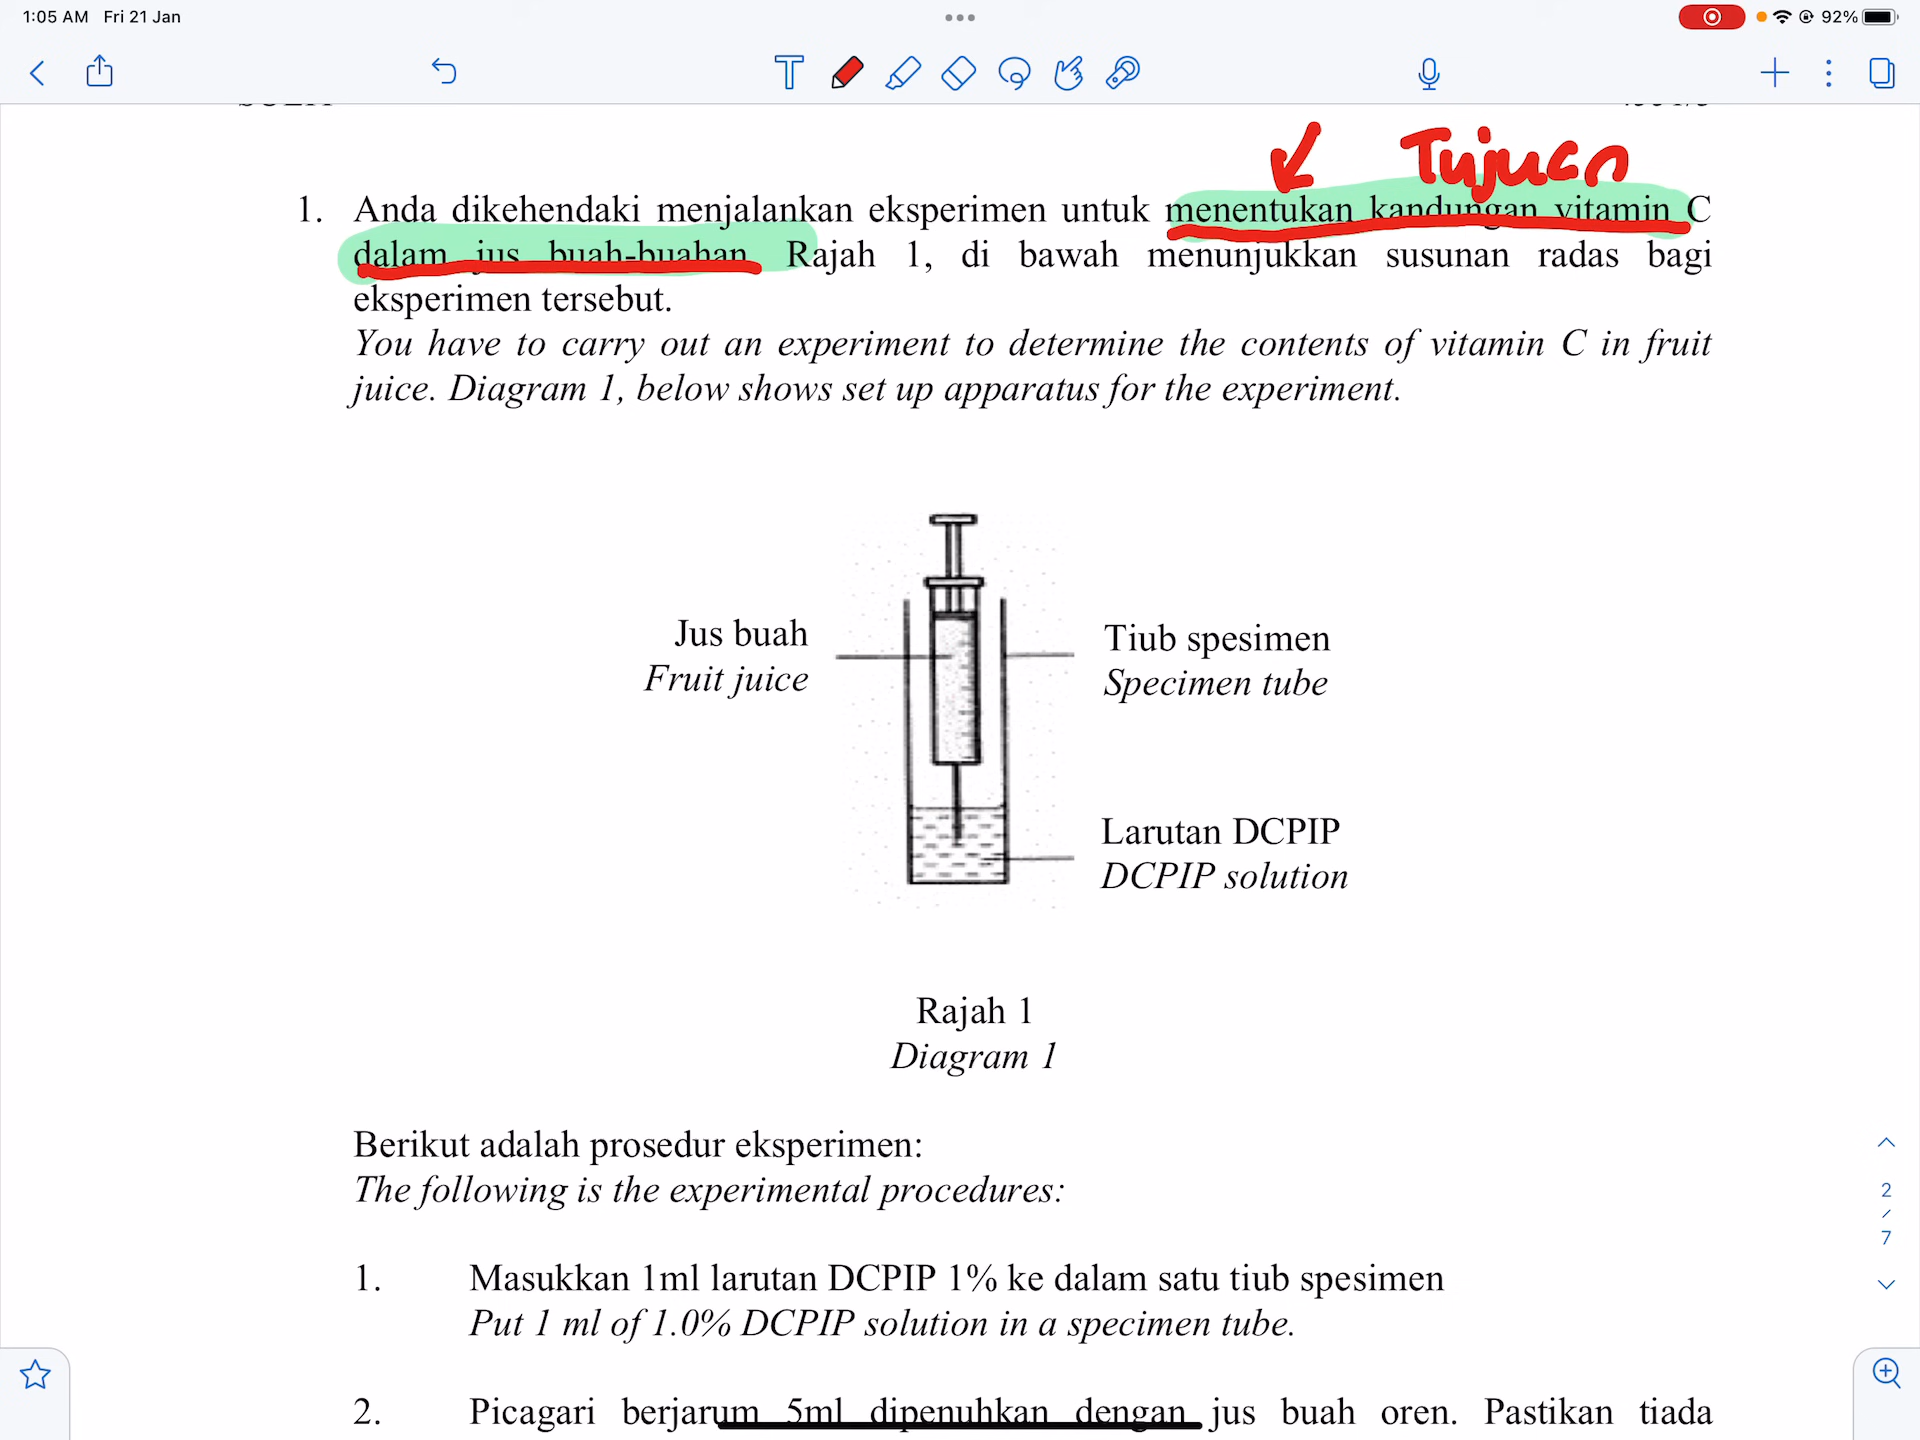 1:05 AM Fri 21 Jan
92%
Tujuan
1. Anda dikehendaki menjalankan eksperimen untuk menentukan kandungan vitamin C
dalam jus buah-buahan Rajah 1, di bawah menunjukkan susunan radas bagi
eksperimen tersebut.
You have to carry out an experiment to determine the contents of vitamin C in fruit
juice. Diagram 1, below shows set up apparatus for the experiment.
Jus buah
Fruit juice
Tiub spesimen
Specimen tube
Larutan DCPIP
DCPIP solution
Rajah 1
Diagram 1
Berikut adalah prosedur eksperimen:
The following is the experimental procedures:
1. Masukkan 1ml larutan DCPIP 1% ke dalam satu tiub spesimen
Put 1 ml of 1.0% DCPIP solution in a specimen tube.
2. Picagari berjarum 5ml dipenuhkan dengan jus buah oren. Pastikan tiada
2
/
7